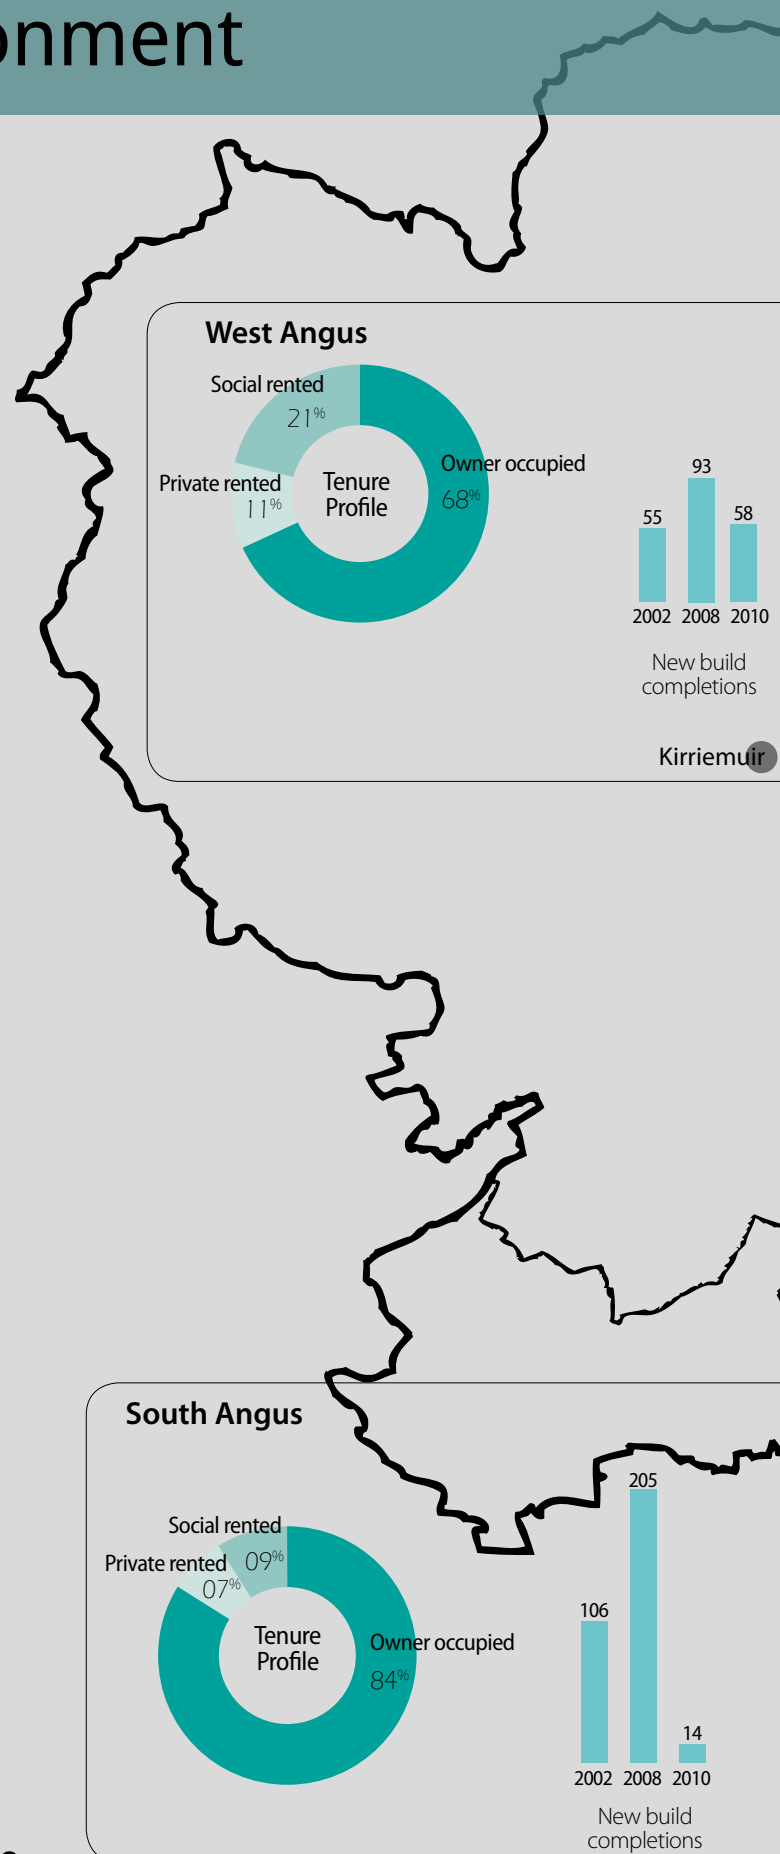 onment
West Angus
Social rented
21%
Private rented
11%
Tenure
Profile
Owner occupied
68%
93
55
58
2002 2008 2010
New build
completions
Kirriemuir
South Angus
205
Social rented
09%
Private rented
07%
Tenure
Profile
Owner occupied
84%
106
14
2002 2008 2010
New build
completions